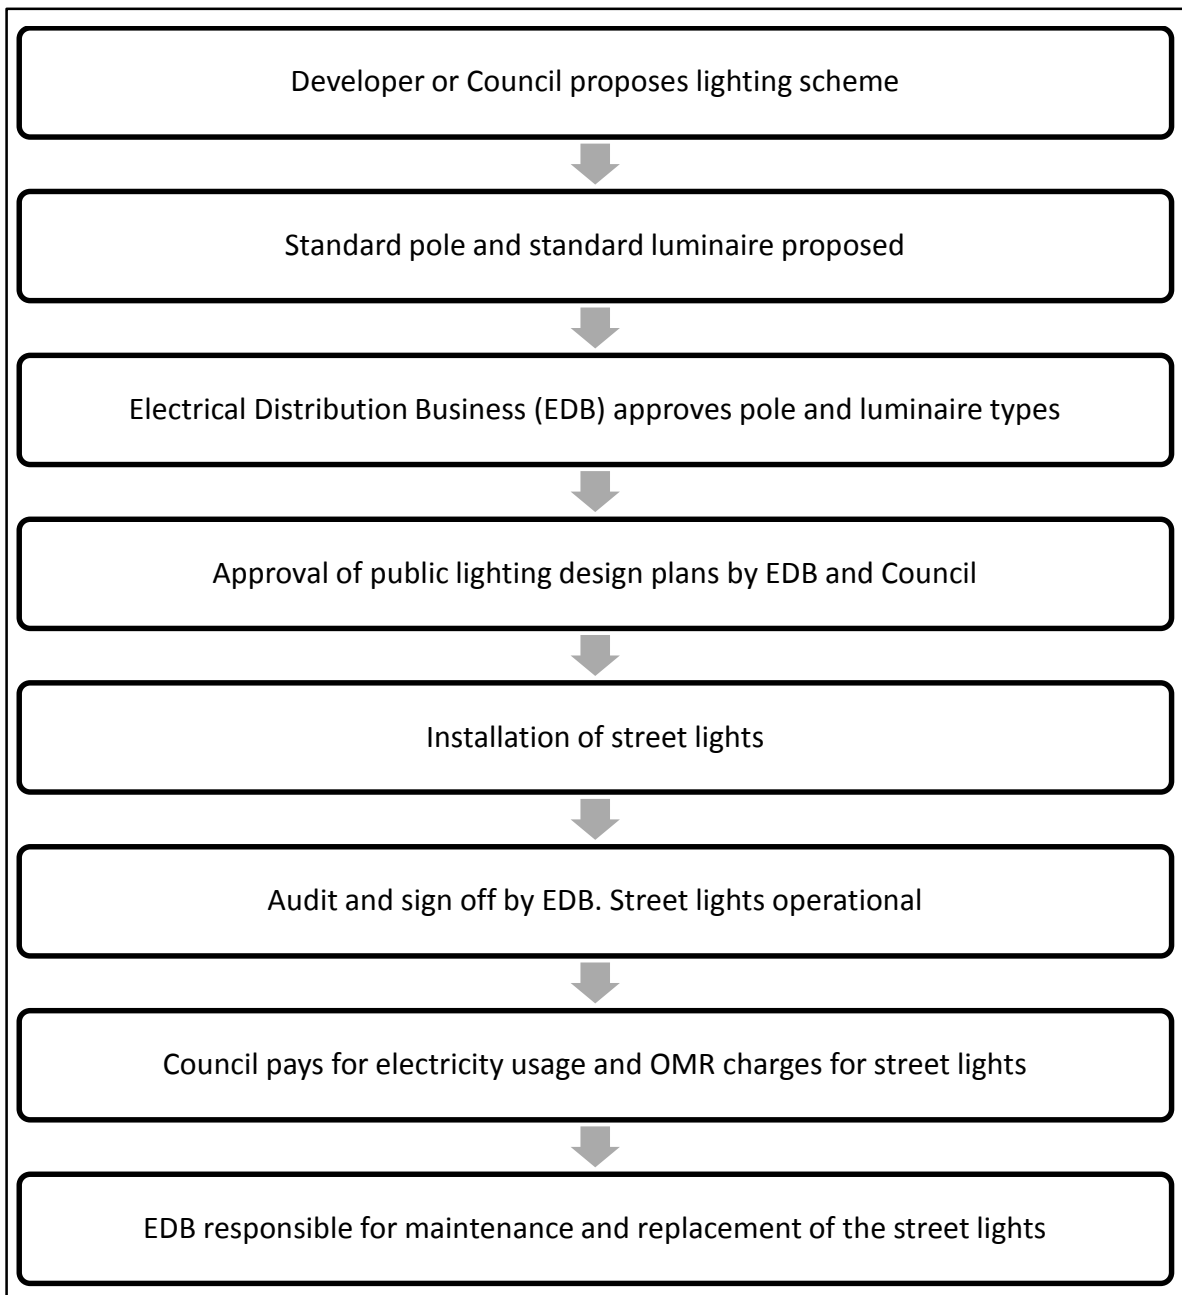 Developer or Council proposes lighting scheme
Standard pole and standard luminaire proposed
Electrical Distribution Business (EDB) approves pole and luminaire types
Approval of public lighting design plans by EDB and Council
Installation of street lights
Audit and sign off by EDB. Street lights operational
Council pays for electricity usage and OMR charges for street lights
EDB responsible for maintenance and replacement of the street lights